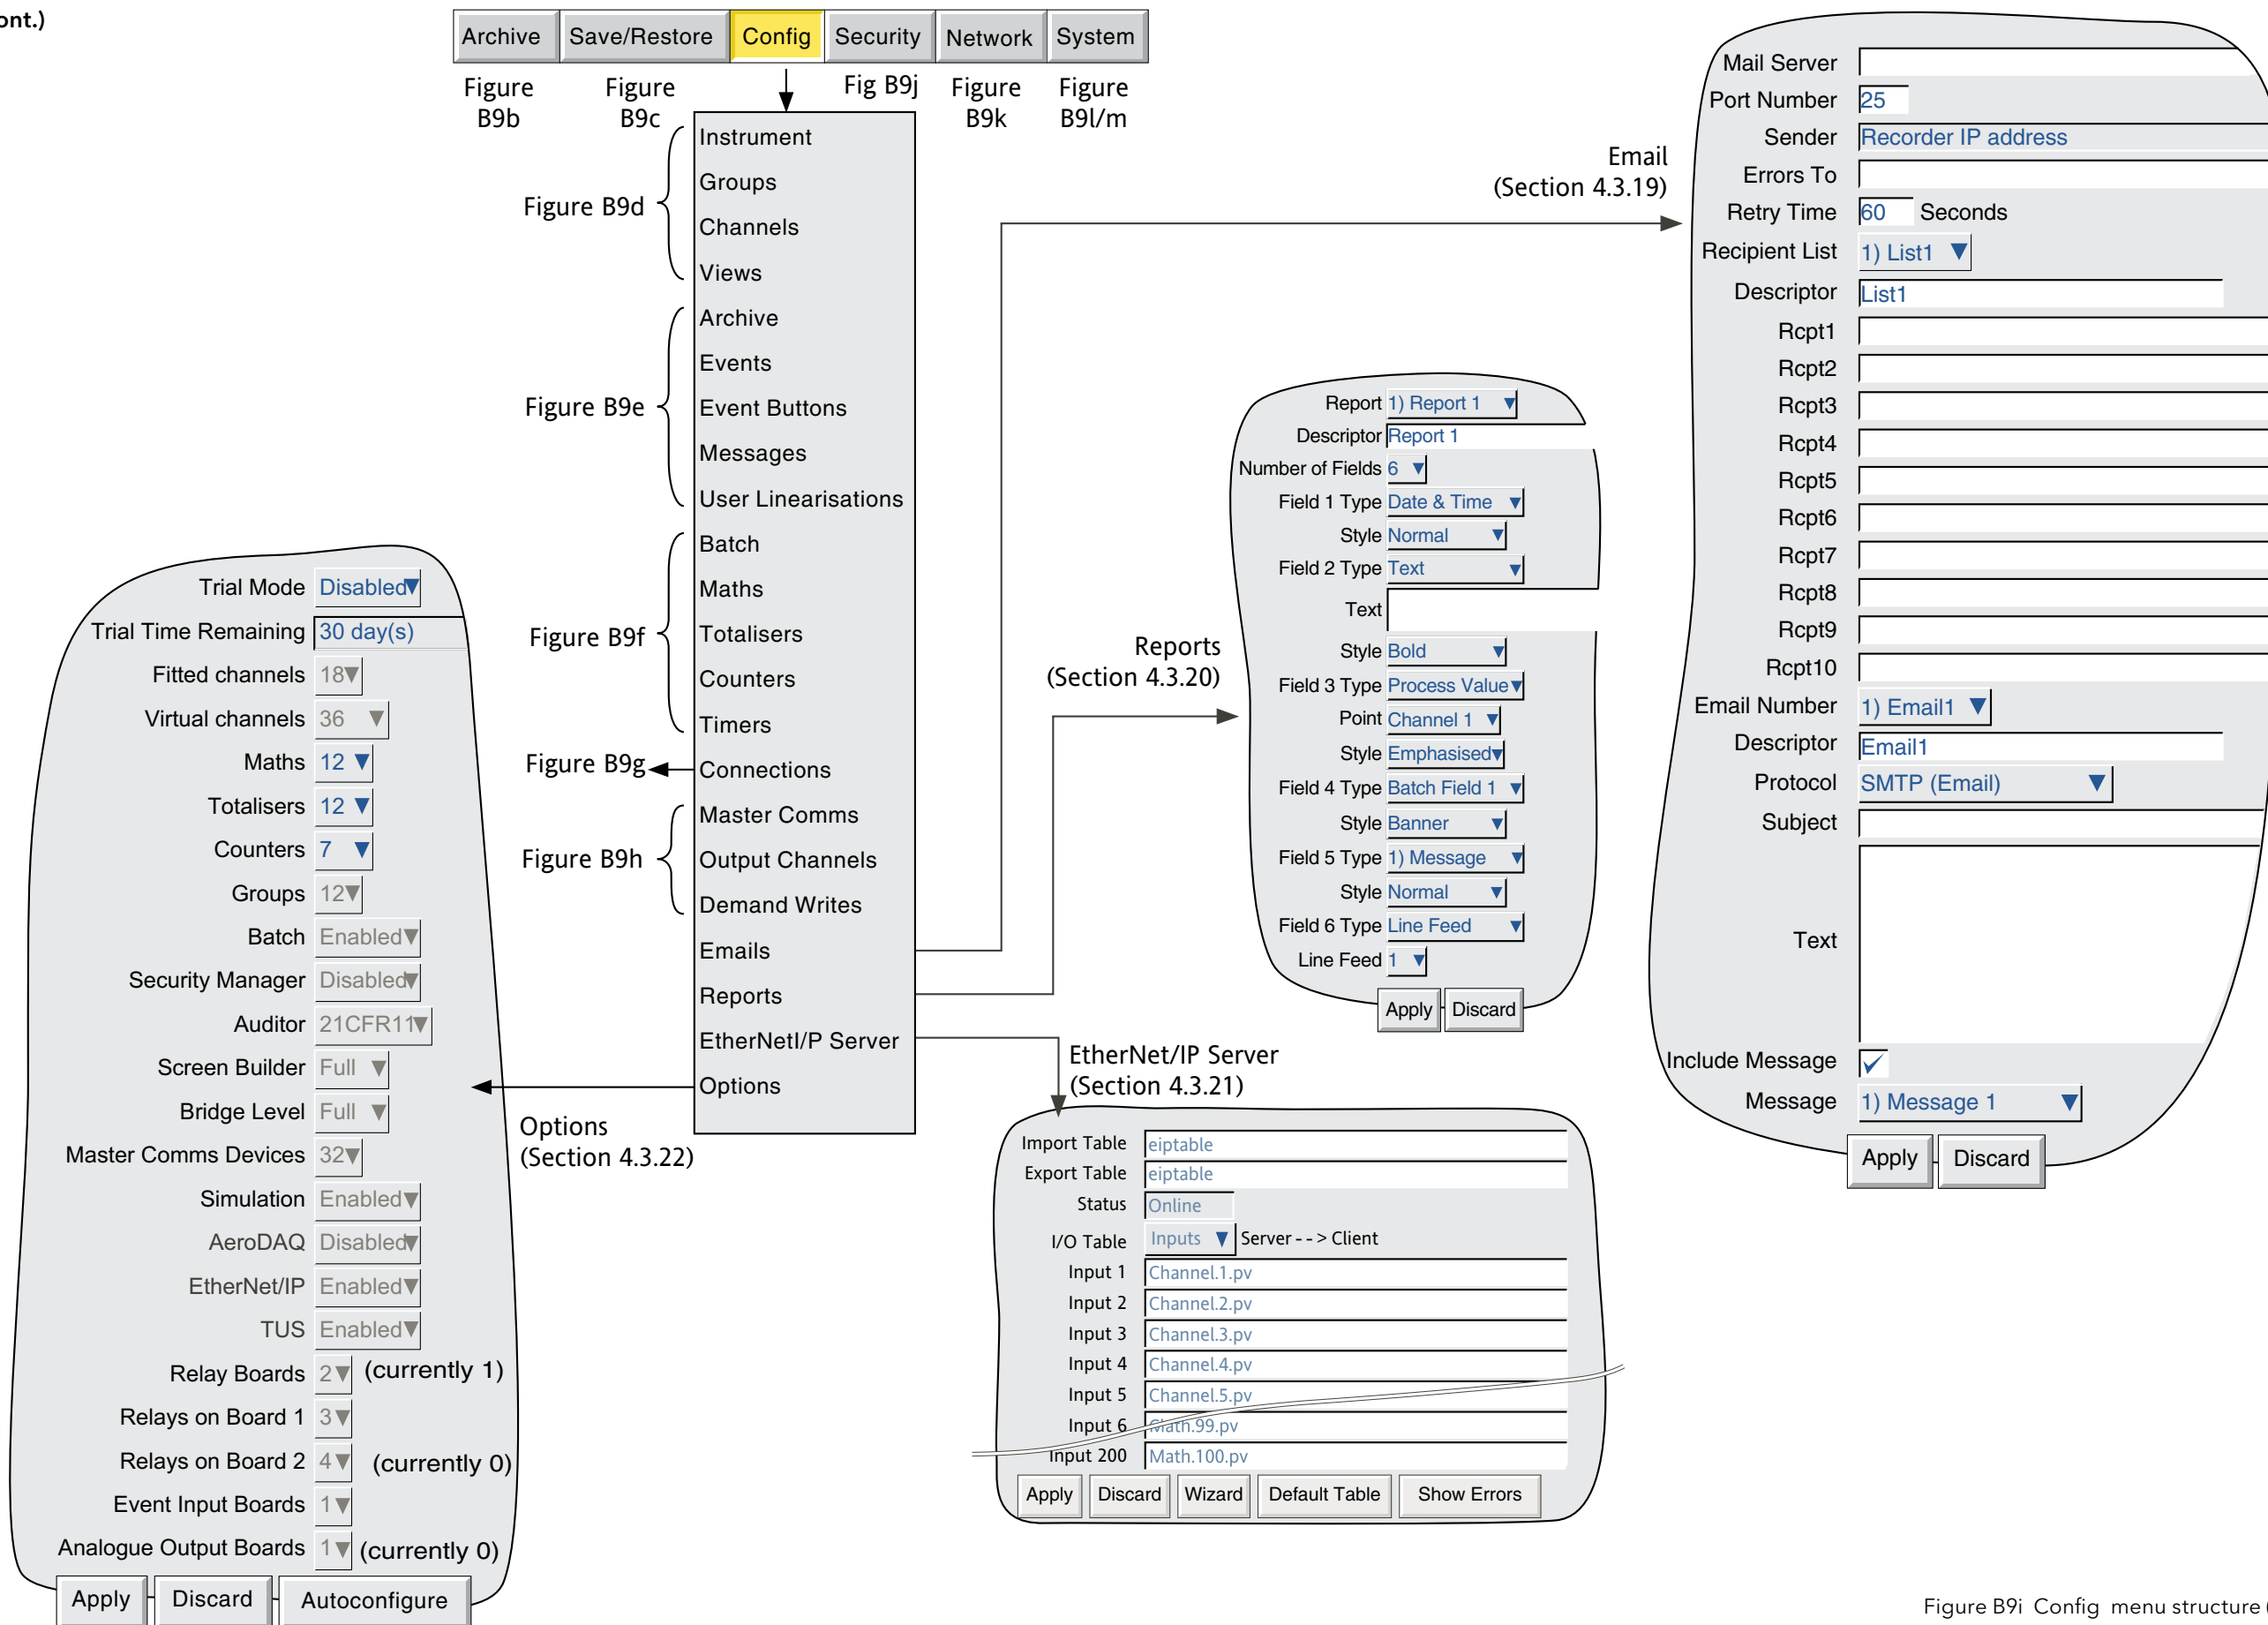 ont.)
Archive Save/Restore Config Security Network System
Figure B9b
Figure B9c
Fig B9j
Figure B9k
Figure B9l/m
Instrument
Groups
Channels
Views
Archive
Events
Event Buttons
Messages
User Linearisations
Batch
Maths
Totalisers
Counters
Timers
Connections
Master Comms
Output Channels
Demand Writes
Emails
Reports
EtherNetI/P Server
Options
Figure B9d
Figure B9e
Figure B9f
Figure B9g
Figure B9h
Options
(Section 4.3.22)
Trial Mode Disabled
Trial Time Remaining 30 day(s)
Fitted channels 18
Virtual channels 36
Maths 12
Totalisers 12
Counters 7
Groups 12
Batch Enabled
Security Manager Disabled
Auditor 21CFR11
Screen Builder Full
Bridge Level Full
Master Comms Devices 32
Simulation Enabled
AeroDAQ Disabled
EtherNet/IP Enabled
TUS Enabled
Relay Boards 2 (currently 1)
Relays on Board 1 3
Relays on Board 2 4 (currently 0)
Event Input Boards 1
Analogue Output Boards 1 (currently 0)
Apply Discard Autoconfigure
Reports
(Section 4.3.20)
Report 1) Report 1
Descriptor Report 1
Number of Fields 6
Field 1 Type Date & Time
Style Normal
Field 2 Type Text
Text
Style Bold
Field 3 Type Process Value
Point Channel 1
Style Emphasised
Field 4 Type Batch Field 1
Style Banner
Field 5 Type 1) Message
Style Normal
Field 6 Type Line Feed
Line Feed 1
Apply Discard
EtherNet/IP Server
(Section 4.3.21)
Import Table eiptable
Export Table eiptable
Status Online
I/O Table Inputs Server - - > Client
Input 1 Channel.1.pv
Input 2 Channel.2.pv
Input 3 Channel.3.pv
Input 4 Channel.4.pv
Input 5 Channel.5.pv
Input 6 Math.99.pv
Input 200 Math.100.pv
Apply Discard Wizard Default Table Show Errors
Email
(Section 4.3.19)
Mail Server
Port Number 25
Sender Recorder IP address
Errors To
Retry Time 60 Seconds
Recipient List 1) List1
Descriptor List1
Rcpt1
Rcpt2
Rcpt3
Rcpt4
Rcpt5
Rcpt6
Rcpt7
Rcpt8
Rcpt9
Rcpt10
Email Number 1) Email1
Descriptor Email1
Protocol SMTP (Email)
Subject
Text
Include Message
Message 1) Message 1
Apply Discard
Figure B9i Config menu structure (